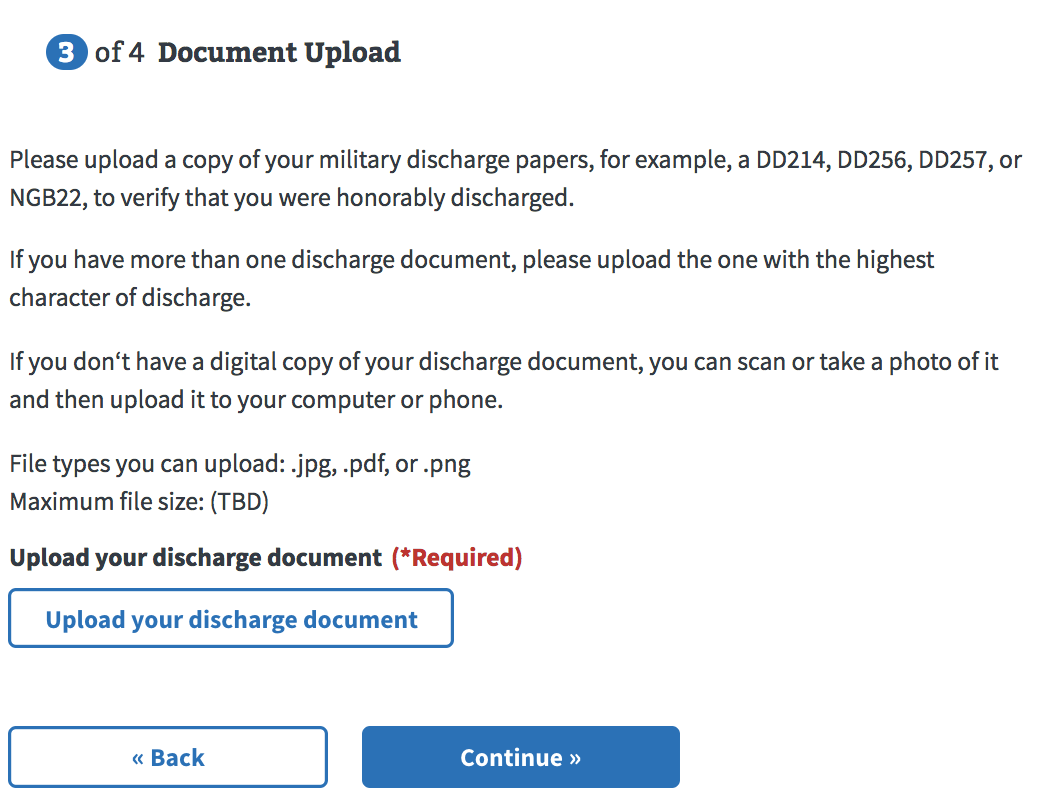 3 of 4 Document Upload
Please upload a copy of your military discharge papers, for example, a DD214, DD256, DD257, or
NGB22, to verify that you were honorably discharged.
If you have more than one discharge document, please upload the one with the highest
character of discharge.
If you don‘t have a digital copy of your discharge document, you can scan or take a photo of it
and then upload it to your computer or phone.
File types you can upload: .jpg, .pdf, or .png
Maximum file size: (TBD)
Upload your discharge document (*Required)
Upload your discharge document
« Back
Continue »